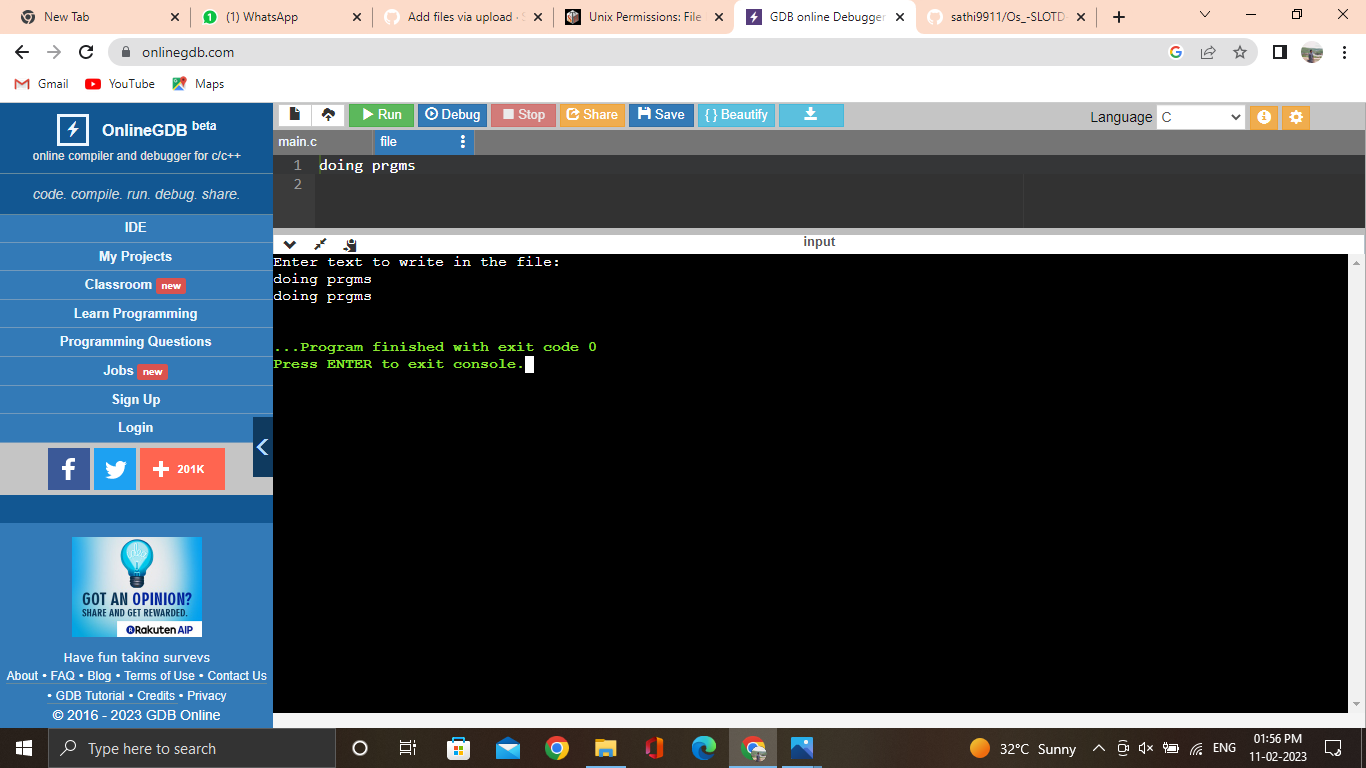 New Tab
(1) WhatsApp
Add files via upload ·
Unix Permissions: File
GDB online Debugger
sathi9911/Os_-SLOTD
onlinegdb.com
Gmail
YouTube
Maps
OnlineGDB beta
online compiler and debugger for c/c++
code. compile. run. debug. share.
IDE
My Projects
Classroom new
Learn Programming
Programming Questions
Jobs new
Sign Up
Login
201K
GOT AN OPINION?
SHARE AND GET REWARDED.
Rakuten AIP
Have fun taking surveys
About • FAQ • Blog • Terms of Use • Contact Us
• GDB Tutorial • Credits • Privacy
© 2016 - 2023 GDB Online
Run
Debug
Stop
Share
Save
{ } Beautify
Language C
main.c
file
1 doing prgms
2
input
Enter text to write in the file:
doing prgms
doing prgms
...Program finished with exit code 0
Press ENTER to exit console.
Type here to search
32°C Sunny
ENG
01:56 PM
11-02-2023